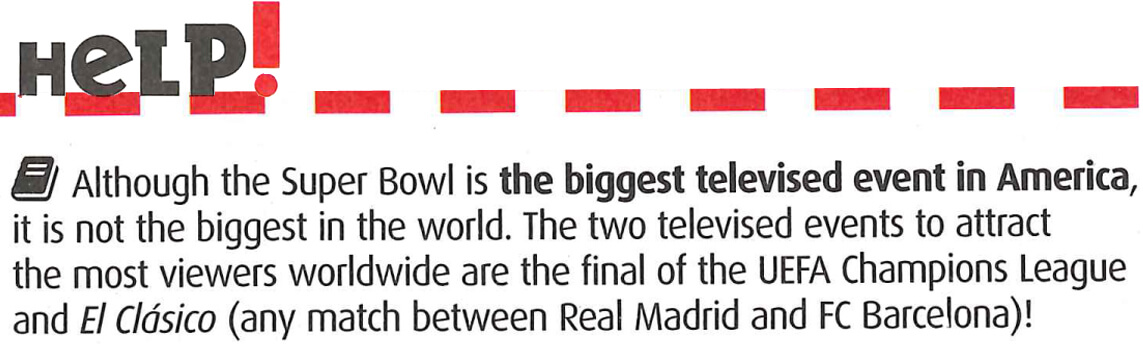 HeLP!
Although the Super Bowl is the biggest televised event in America,
it is not the biggest in the world. The two televised events to attract
the most viewers worldwide are the final of the UEFA Champions League
and El Clásico (any match between Real Madrid and FC Barcelona)!